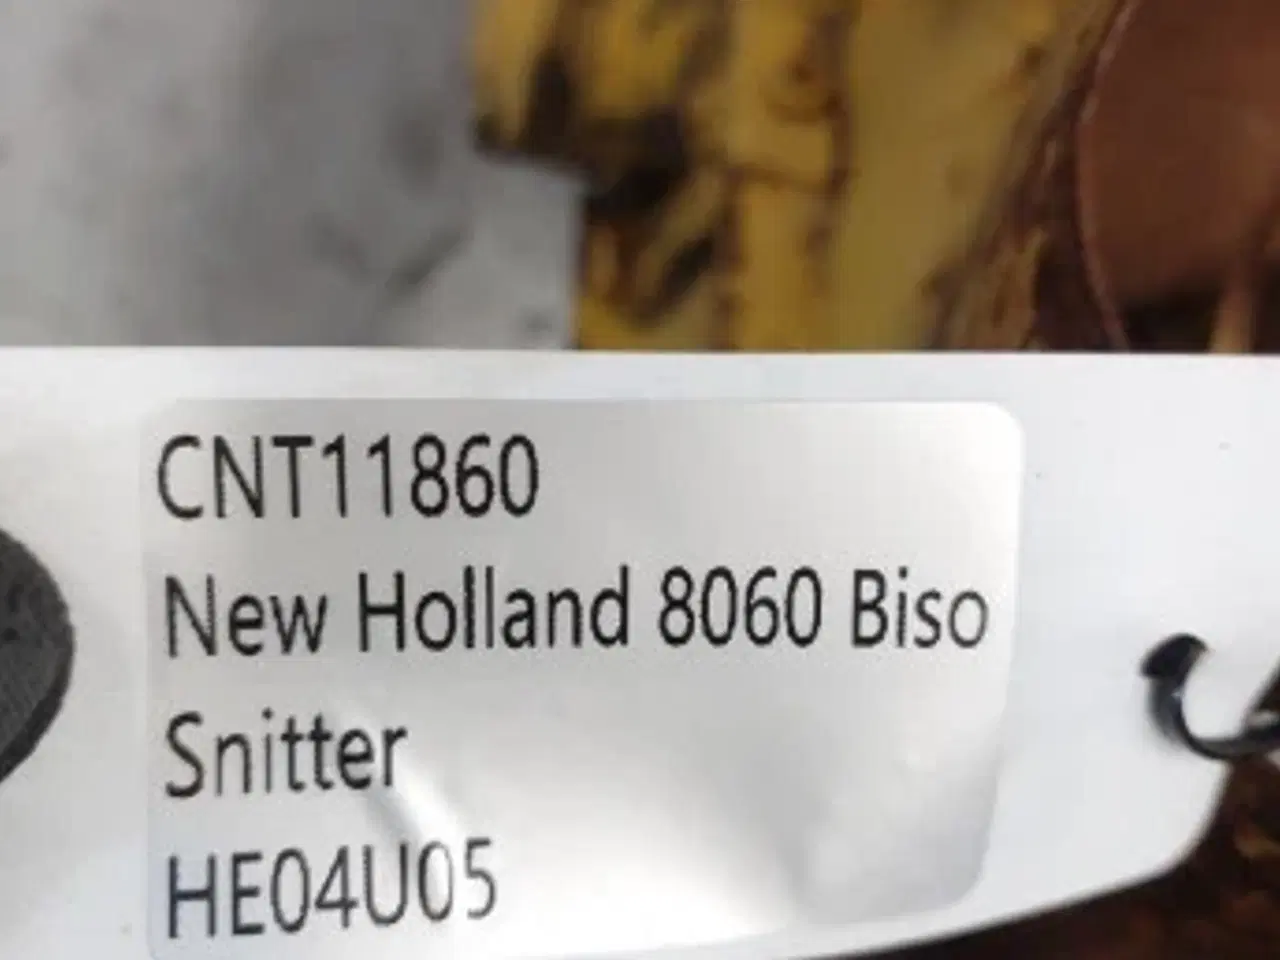 CNT11860
New Holland 8060 Biso
Snitter
HE04U05